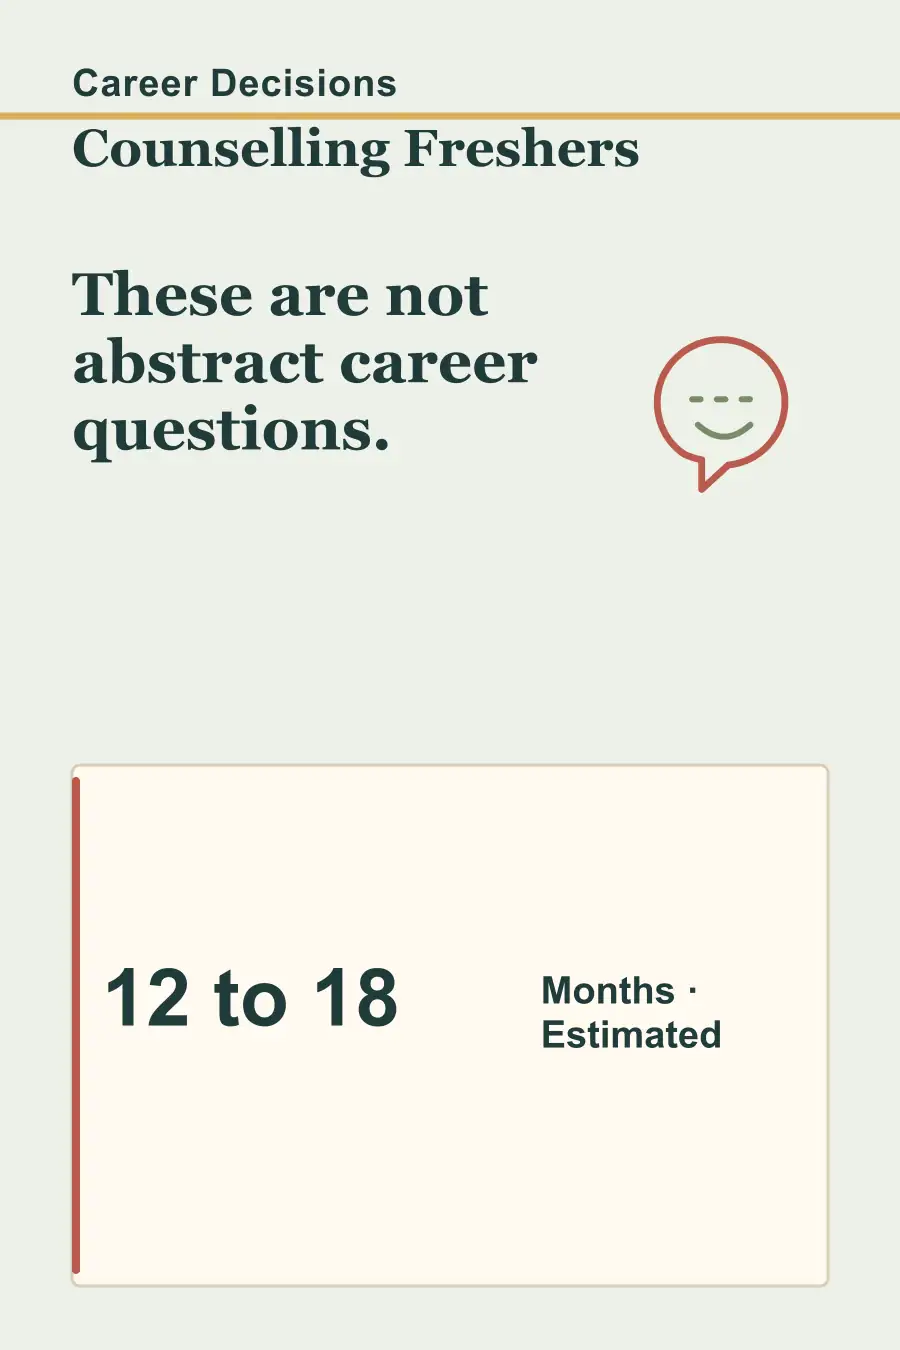 Career Decisions
Counselling Freshers
These are not
abstract career
questions.
12 to 18
Months ·
Estimated